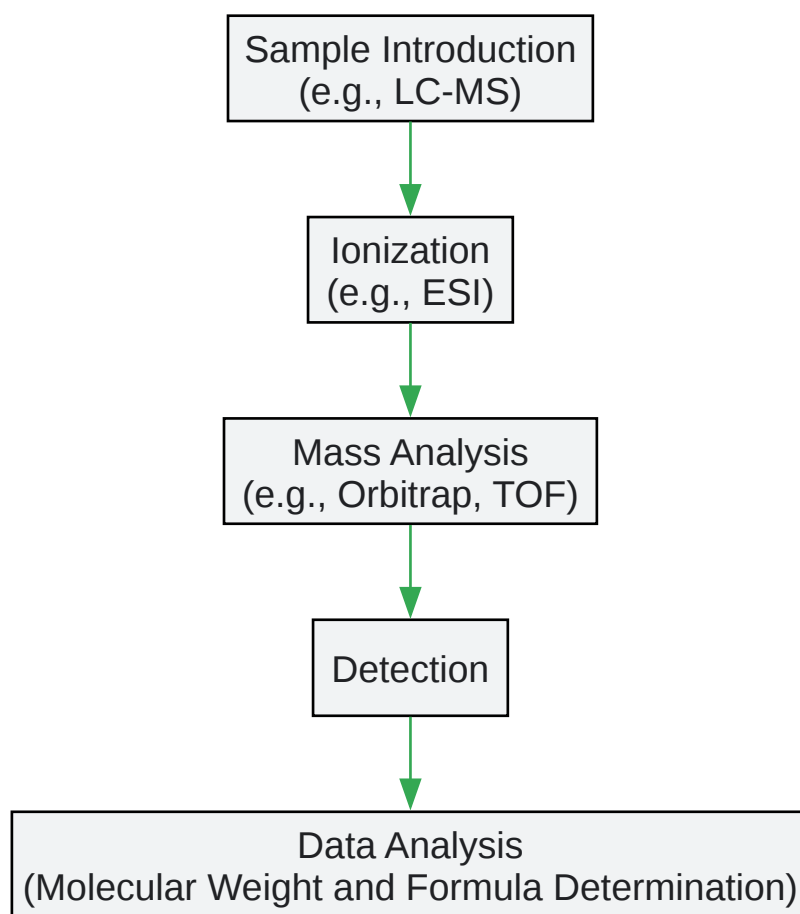 Sample Introduction
(e.g., LC-MS)
Ionization
(e.g., ESI)
Mass Analysis
(e.g., Orbitrap, TOF)
Detection
Data Analysis
(Molecular Weight and Formula Determination)